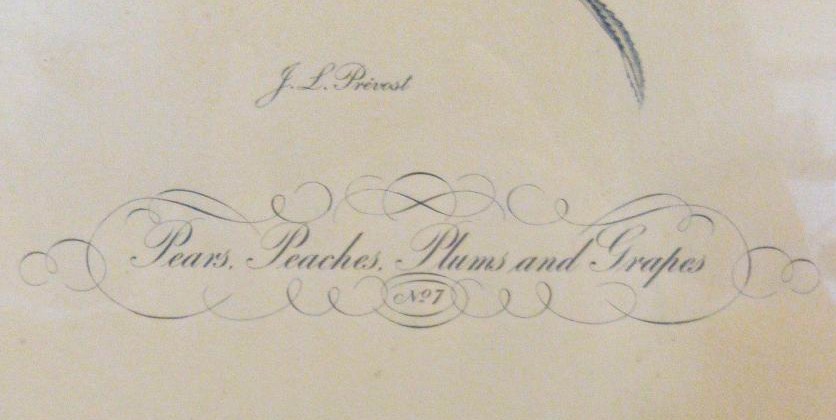 J. L. Prévost
Pears, Peaches, Plums and Grapes
No 7